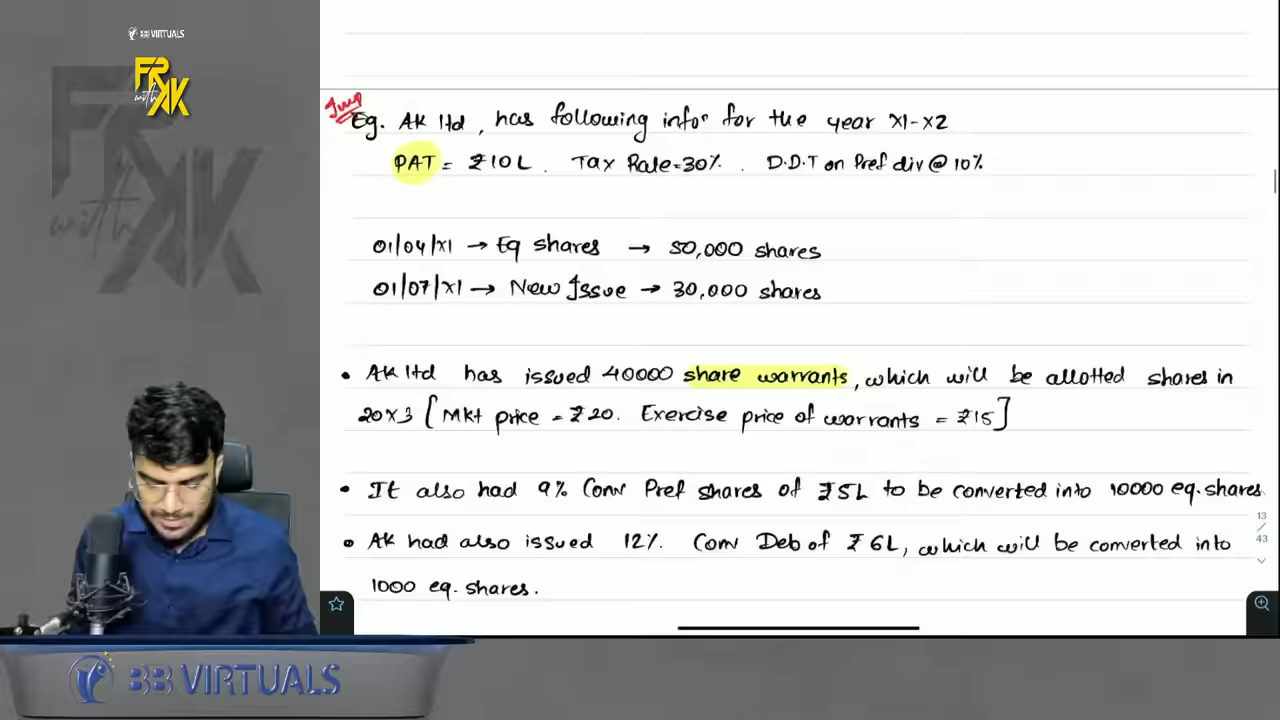 BB VIRTUALS
FR
with AK
FR
with AK
Imp
Eg. AK ltd, has following infoⁿ for the year X1-X2
PAT = ₹10L. Tax Rate=30%. D.D.T on Pref div @ 10%
01/04/X1 → Eq shares → 50,000 shares
01/07/X1 → New Issue → 30,000 shares
• AK ltd has issued 40000 share warrants, which will be allotted shares in
20X3 [Mkt price = ₹20. Exercise price of warrants = ₹15]
• It also had 9% Conv Pref shares of ₹5L to be converted into 10000 eq. shares
• AK had also issued 12%. Conv Deb of ₹6L, which will be converted into
1000 eq. shares.
13
/
43
BB VIRTUALS